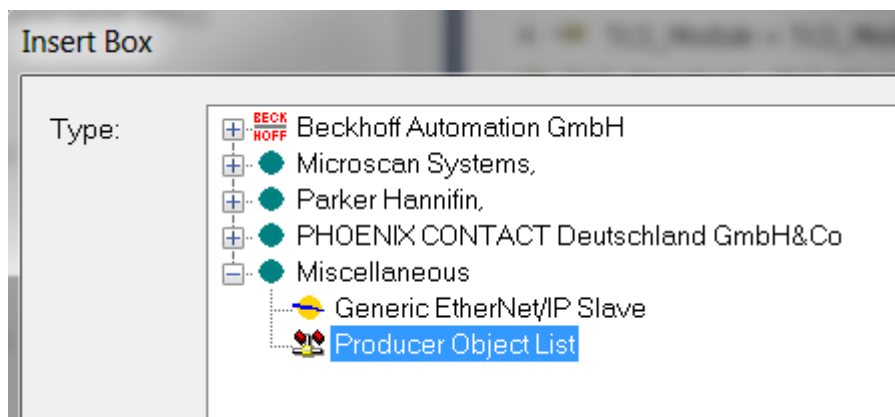 Insert Box
Type:
BECK
HOFF
Beckhoff Automation GmbH
Microscan Systems,
Parker Hannifin,
PHOENIX CONTACT Deutschland GmbH&Co
Miscellaneous
Generic EtherNet/IP Slave
Producer Object List